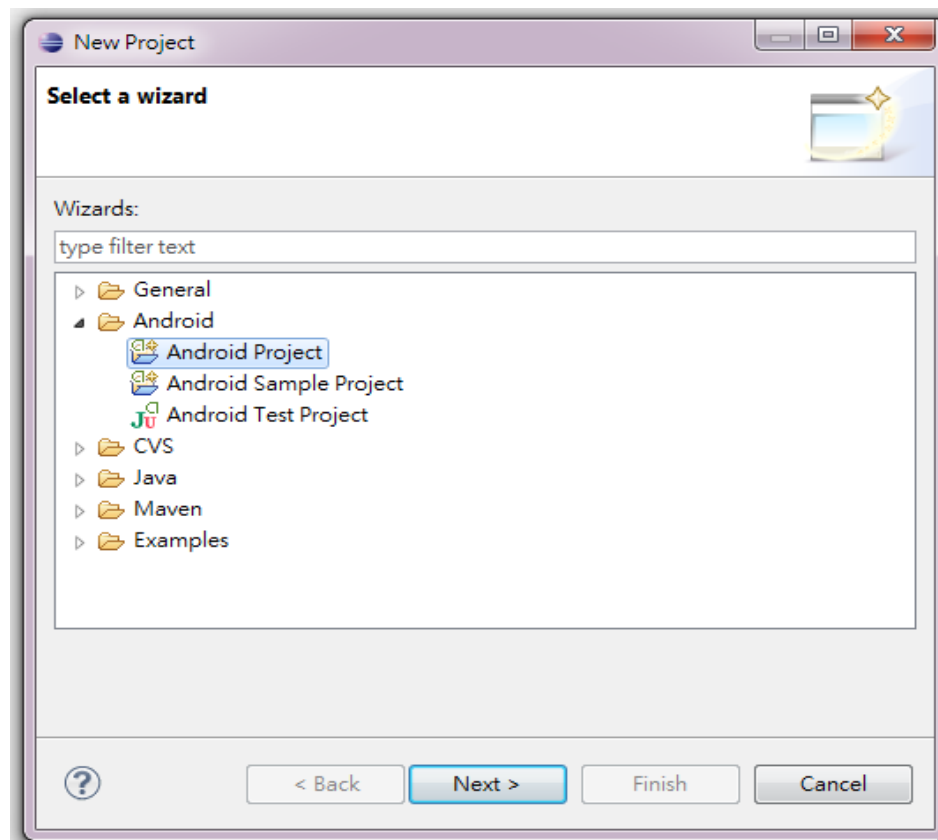 New Project
Select a wizard
Wizards:
type filter text
General
Android
Android Project
Android Sample Project
Android Test Project
CVS
Java
Maven
Examples
< Back Next > Finish Cancel